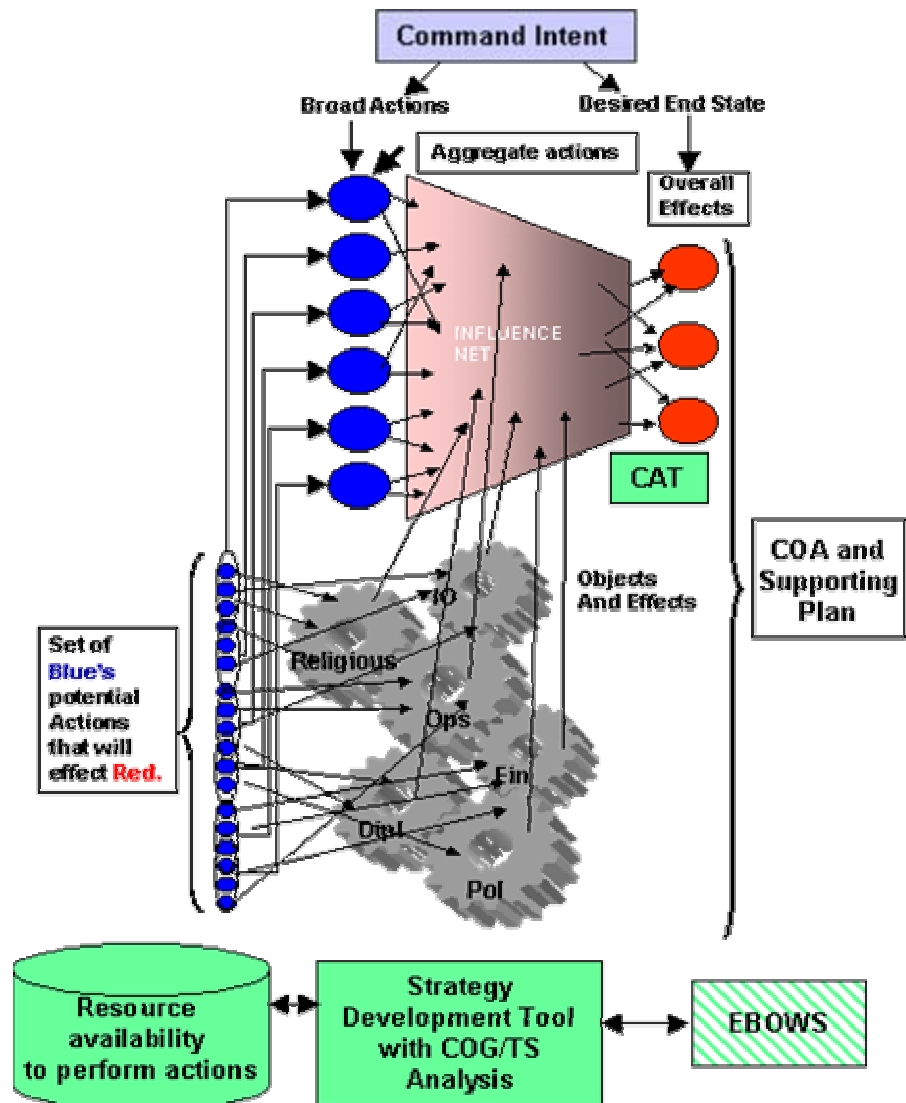 Command Intent
Broad Actions
Desired End State
Aggregate actions
Overall
Effects
INFLUENCE
NET
CAT
COA and
Supporting
Plan
Objects
And Effects
IO
Religious
Ops
Fin
Dipl
Pol
Set of
Blue's
potential
Actions
that will
effect Red.
Resource
availability
to perform actions
Strategy
Development Tool
with COG/TS
Analysis
EBOWS